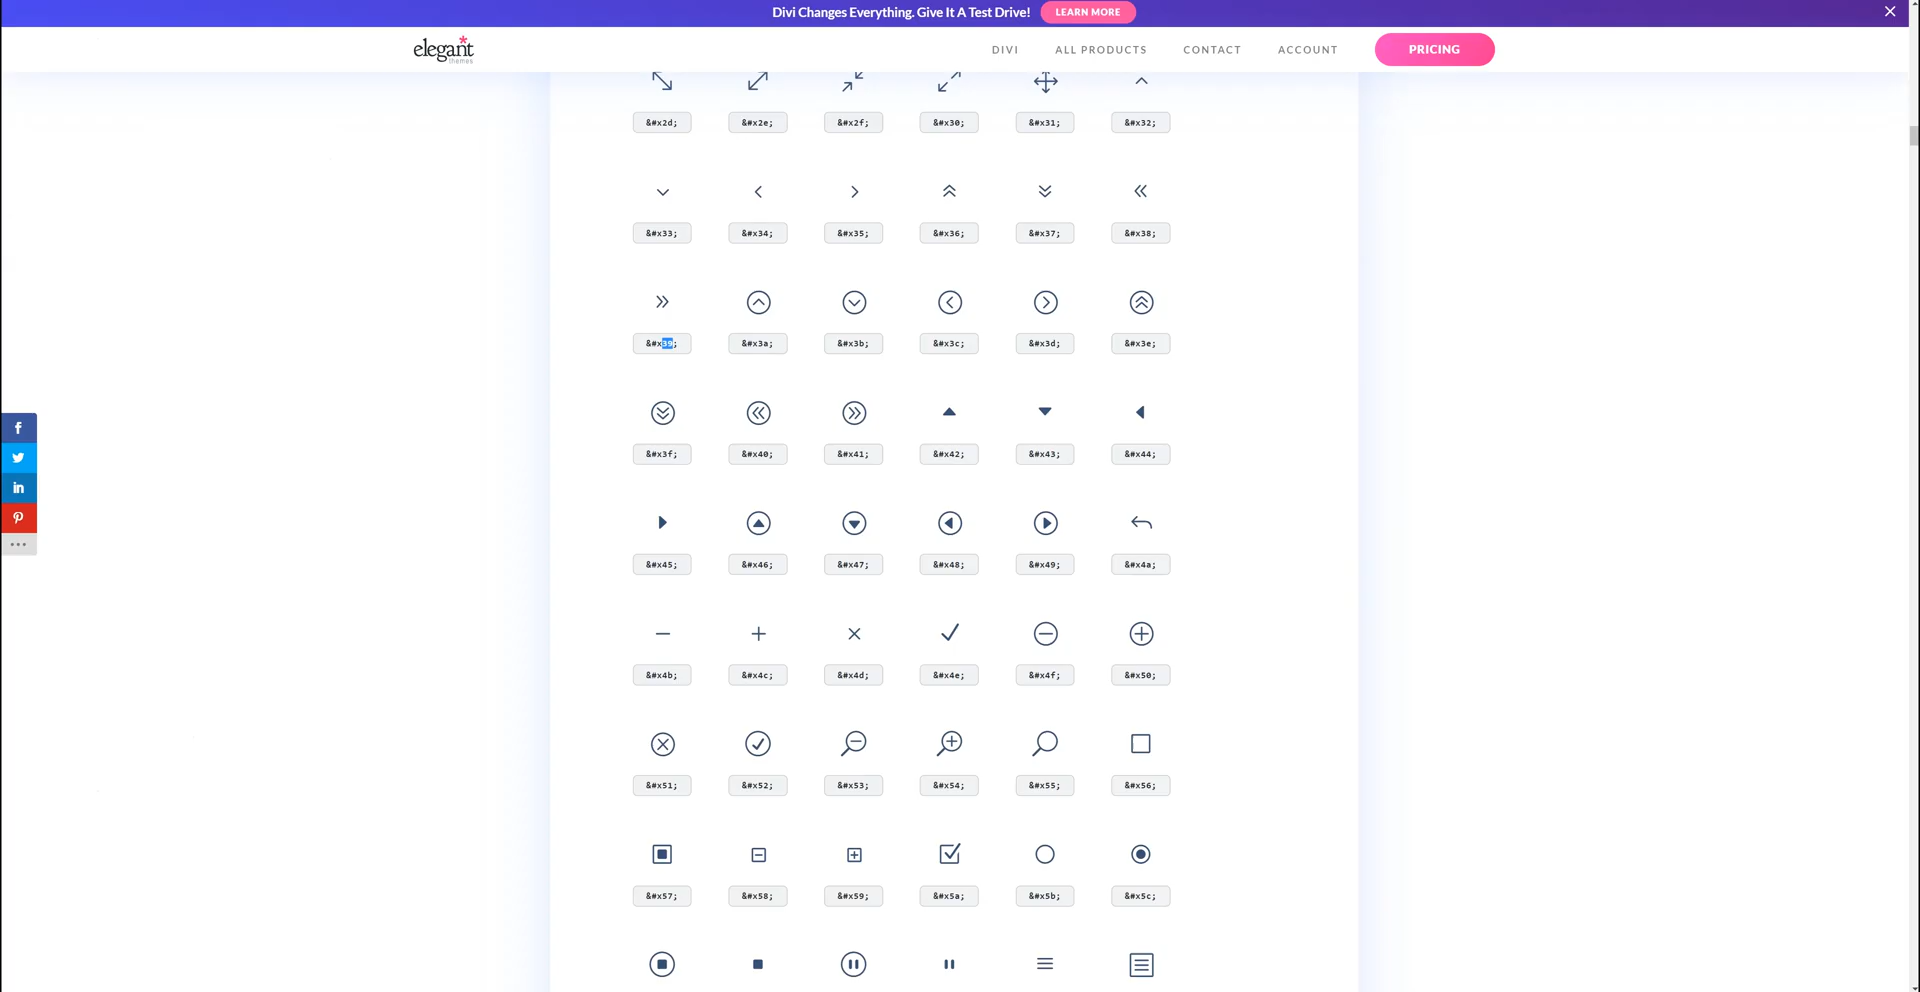 Divi Changes Everything. Give It A Test Drive! LEARN MORE
elegant themes DIVI ALL PRODUCTS CONTACT ACCOUNT PRICING
&#x2d; &#x2e; &#x2f; &#x30; &#x31; &#x32;
&#x33; &#x34; &#x35; &#x36; &#x37; &#x38;
&#x39; &#x3a; &#x3b; &#x3c; &#x3d; &#x3e;
&#x3f; &#x40; &#x41; &#x42; &#x43; &#x44;
&#x45; &#x46; &#x47; &#x48; &#x49; &#x4a;
&#x4b; &#x4c; &#x4d; &#x4e; &#x4f; &#x50;
&#x51; &#x52; &#x53; &#x54; &#x55; &#x56;
&#x57; &#x58; &#x59; &#x5a; &#x5b; &#x5c;